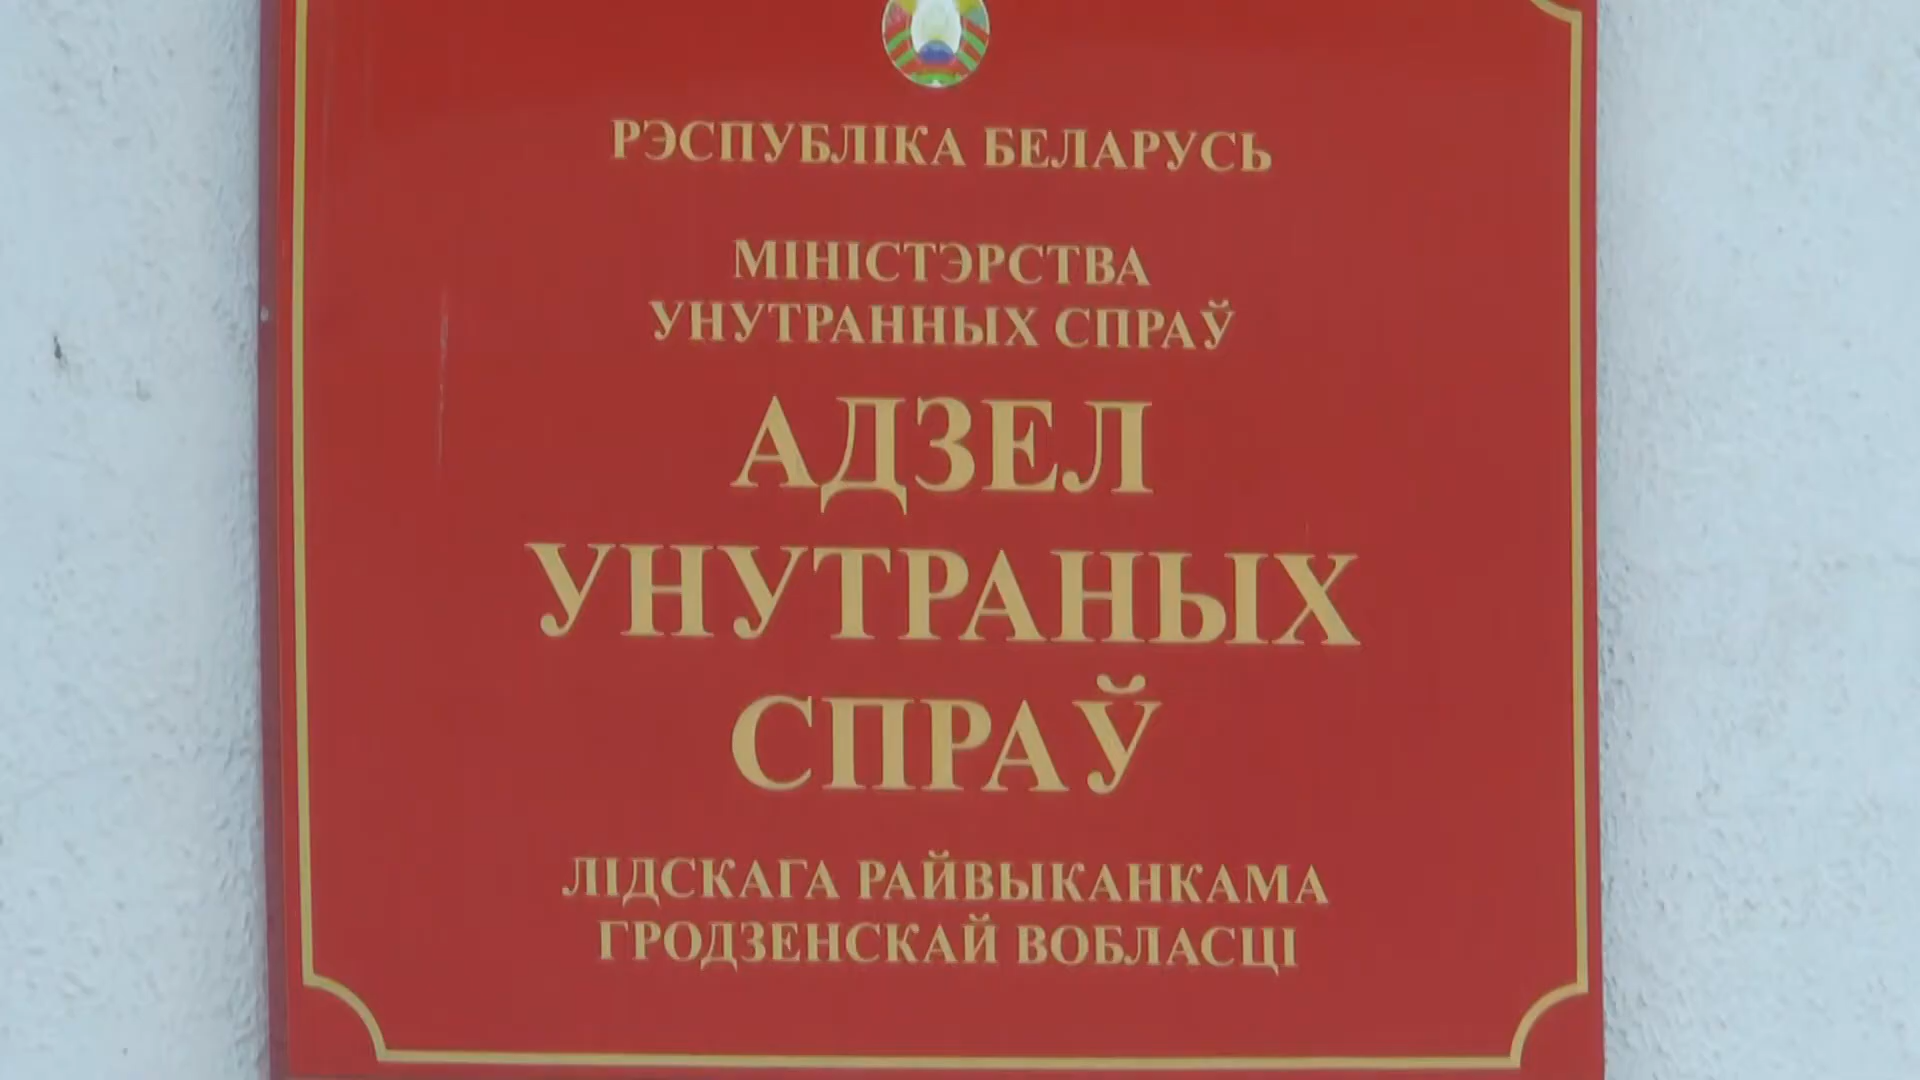 РЭСПУБЛІКА БЕЛАРУСЬ
МІНІСТЭРСТВА
УНУТРАННЫХ СПРАЎ
АДЗЕЛ
УНУТРАНЫХ
СПРАЎ
ЛІДСКАГА РАЙВЫКАНКАМА
ГРОДЗЕНСКАЙ ВОБЛАСЦІ